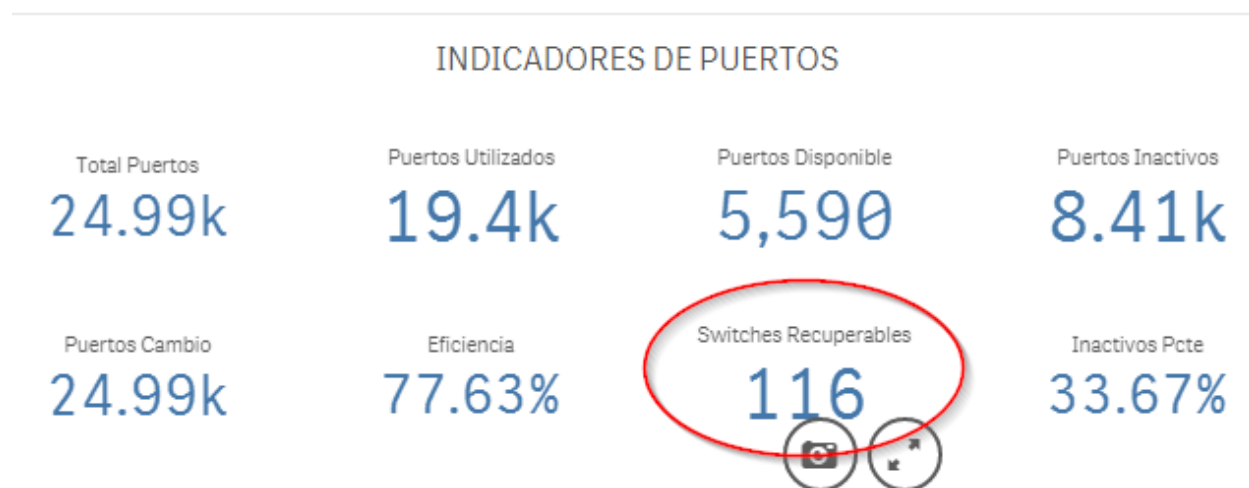 INDICADORES DE PUERTOS
Total Puertos
24.99k
Puertos Utilizados
19.4k
Puertos Disponible
5,590
Puertos Inactivos
8.41k
Puertos Cambio
24.99k
Eficiencia
77.63%
Switches Recuperables
116
Inactivos Pcte
33.67%